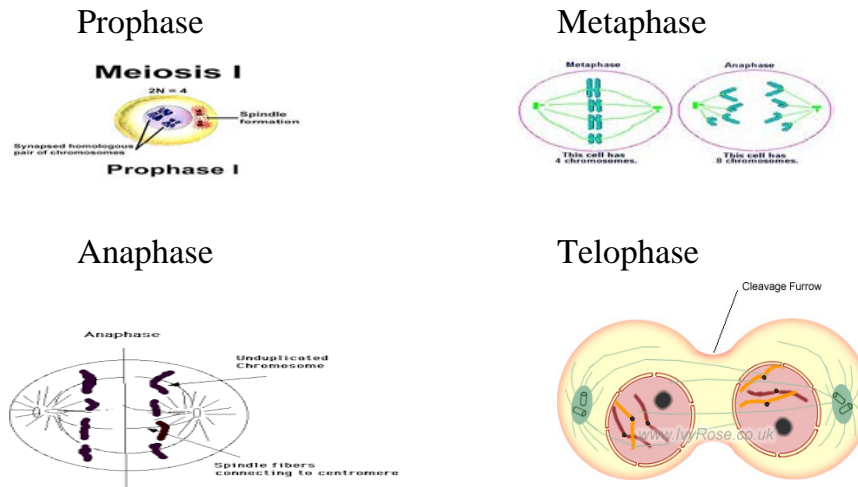 Prophase
Metaphase
Meiosis I
2N = 4
Spindle
formation
Synapsed homologous
pair of chromosomes
Prophase I
Metaphase
Anaphase
This cell has
4 chromosomes.
This cell has
8 chromosomes.
Anaphase
Telophase
Anaphase
Unduplicated
Chromosome
Spindle fibers
connecting to centromere
Cleavage Furrow
www.IvyRose.co.uk